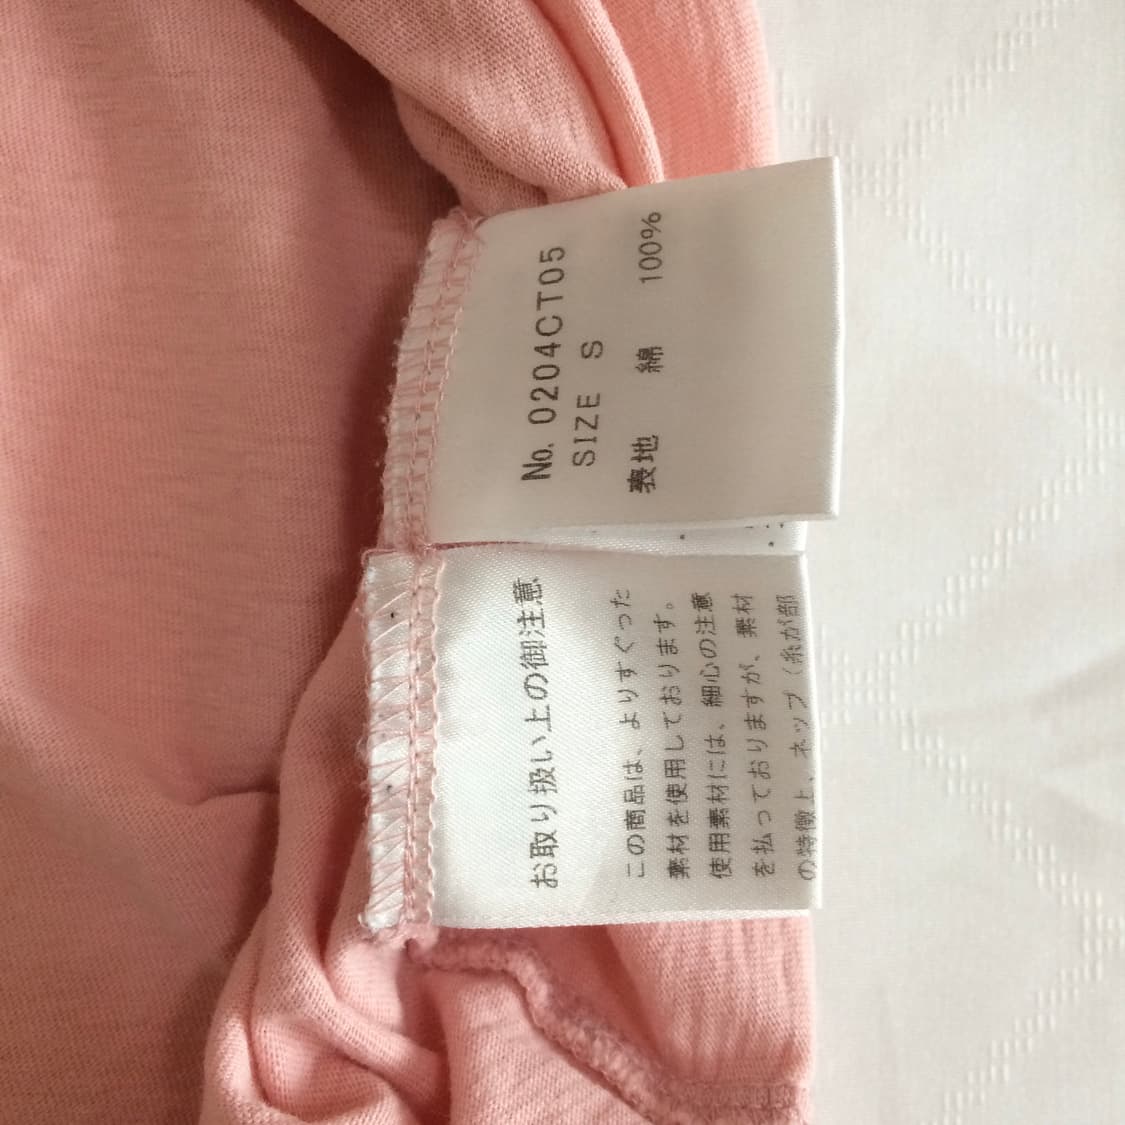 No. 0204CT05
SIZE S
表地 綿 100%
お取り扱い上の御注意
この商品は、よりすぐった
素材を使用しております。
使用素材には、細心の注意
を払っておりますが、素材
の特徴上、ネップ（糸が部